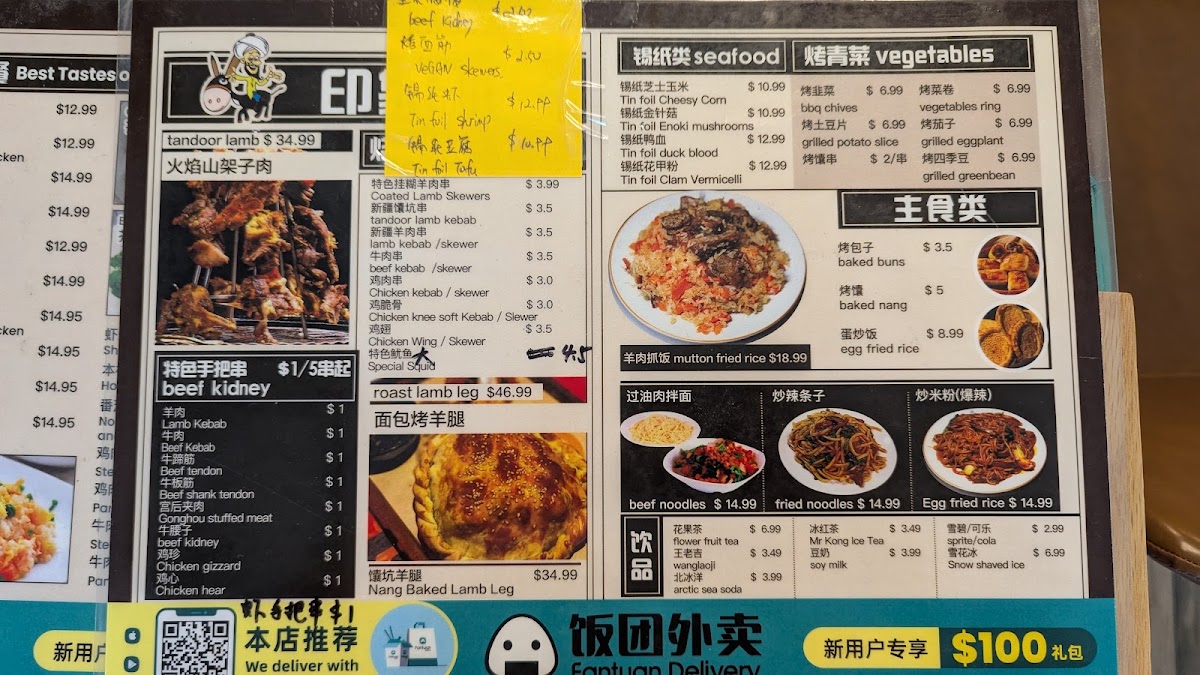 Best Tastes o
$12.99
$12.99
cken
$14.99
$14.99
$12.99
$14.99
$14.95
cken
$14.95
$14.95
$14.95
beef kidney
烤面筋 $2.50
VEGAN skewers
锡纸虾 $12.99
Tin foil shrimp
锡纸豆腐 $10.99
Tin foil Tafu
印
tandoor lamb $ 34.99
火焰山架子肉
特色手把串 $1/5串起
beef kidney
羊肉 $ 1
Lamb Kebab
牛肉 $ 1
Beef Kebab
牛蹄筋 $ 1
Beef tendon
牛板筋 $ 1
Beef shank tendon
宫后夹肉 $ 1
Gonghou stuffed meat
牛腰子 $ 1
beef kidney
鸡珍 $ 1
Chicken gizzard
鸡心 $ 1
Chicken hear
特色挂糊羊肉串 $ 3.99
Coated Lamb Skewers
新疆馕坑串 $ 3.5
tandoor lamb kebab
新疆羊肉串 $ 3.5
lamb kebab /skewer
牛肉串 $ 3.5
beef kebab /skewer
鸡肉串 $ 3.0
Chicken kebab / skewer
鸡脆骨 $ 3.0
Chicken knee soft Kebab / Slewer
鸡翅 $ 3.5
Chicken Wing / Skewer
特色鱿鱼大 4.5
Special Squid
roast lamb leg $46.99
面包烤羊腿
馕坑羊腿 $34.99
Nang Baked Lamb Leg
锡纸类 seafood
锡纸芝士玉米 $ 10.99
Tin foil Cheesy Corn
锡纸金针菇 $ 10.99
Tin foil Enoki mushrooms
锡纸鸭血 $ 12.99
Tin foil duck blood
锡纸花甲粉 $ 12.99
Tin foil Clam Vermicelli
烤青菜 vegetables
烤韭菜 $ 6.99
bbq chives
烤土豆片 $ 6.99
grilled potato slice
烤馕串 $ 2/串
烤菜卷 $ 6.99
vegetables ring
烤茄子 $ 6.99
grilled eggplant
烤四季豆 $ 6.99
grilled greenbean
羊肉抓饭 mutton fried rice $18.99
主食类
烤包子 $ 3.5
baked buns
烤馕 $ 5
baked nang
蛋炒饭 $ 8.99
egg fried rice
过油肉拌面
beef noodles $ 14.99
炒辣条子
fried noodles $ 14.99
炒米粉(爆辣)
Egg fried rice $ 14.99
饮品
花果茶 $ 6.99
flower fruit tea
王老吉 $ 3.49
wanglaoji
北冰洋 $ 3.99
arctic sea soda
冰红茶 $ 3.49
Mr Kong Ice Tea
豆奶 $ 3.99
soy milk
雪碧/可乐 $ 2.99
sprite/cola
雪花冰 $ 6.99
Snow shaved ice
新用户
虾手把串$1
本店推荐
We deliver with
饭团外卖
Fantuan Delivery
新用户专享 $100礼包